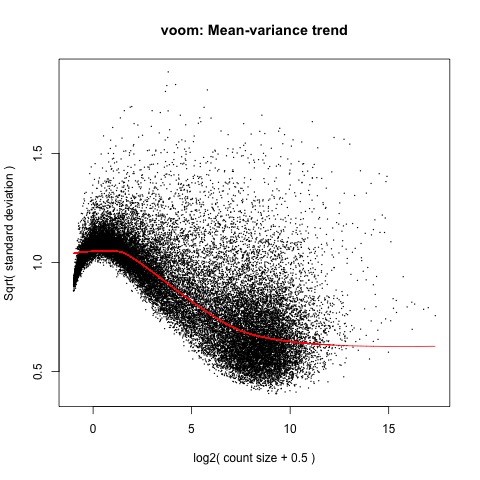 voom: Mean-variance trend
Sqrt( standard deviation )
1.5
1.0
0.5
0 5 10 15
log2( count size + 0.5 )